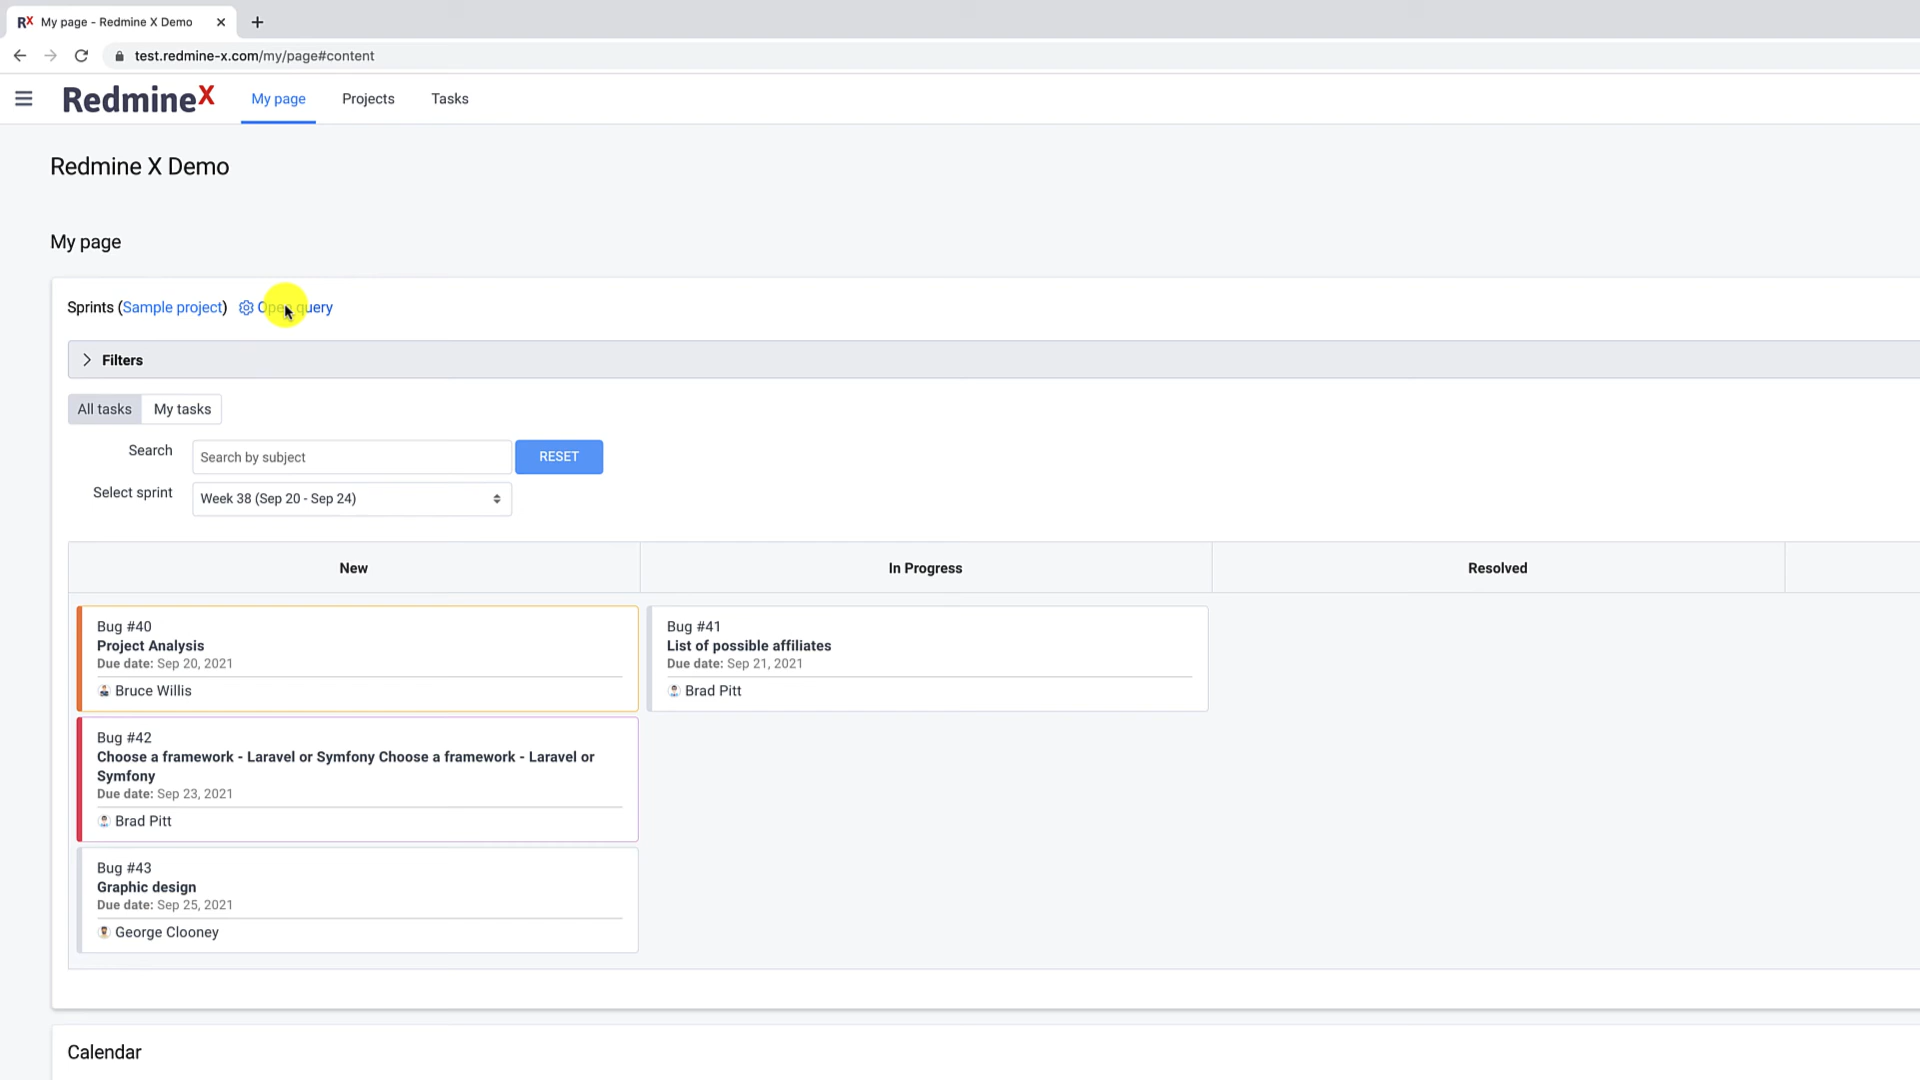 RX My page - Redmine X Demo
test.redmine-x.com/my/page#content
RedmineX My page Projects Tasks
Redmine X Demo
My page
Sprints (Sample project) Open query
Filters
All tasks My tasks
Search Search by subject RESET
Select sprint Week 38 (Sep 20 - Sep 24)
New In Progress Resolved
Bug #40
Project Analysis
Due date: Sep 20, 2021
Bruce Willis
Bug #42
Choose a framework - Laravel or Symfony Choose a framework - Laravel or
Symfony
Due date: Sep 23, 2021
Brad Pitt
Bug #43
Graphic design
Due date: Sep 25, 2021
George Clooney
Bug #41
List of possible affiliates
Due date: Sep 21, 2021
Brad Pitt
Calendar